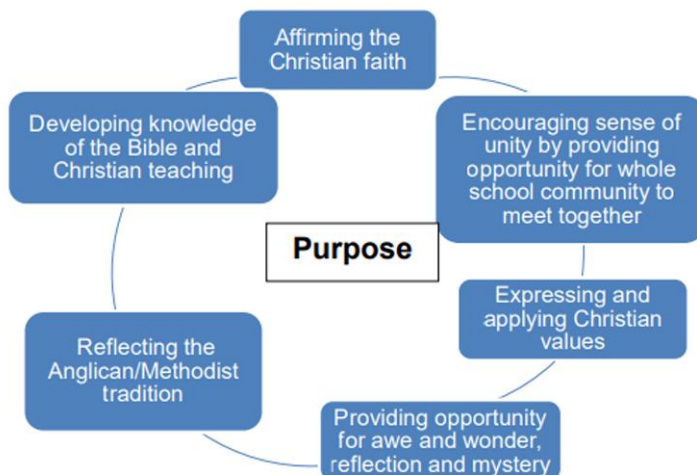 Affirming the
Christian faith
Encouraging sense of
unity by providing
opportunity for whole
school community to
meet together
Expressing and
applying Christian
values
Providing opportunity
for awe and wonder,
reflection and mystery
Reflecting the
Anglican/Methodist
tradition
Developing knowledge
of the Bible and
Christian teaching
Purpose